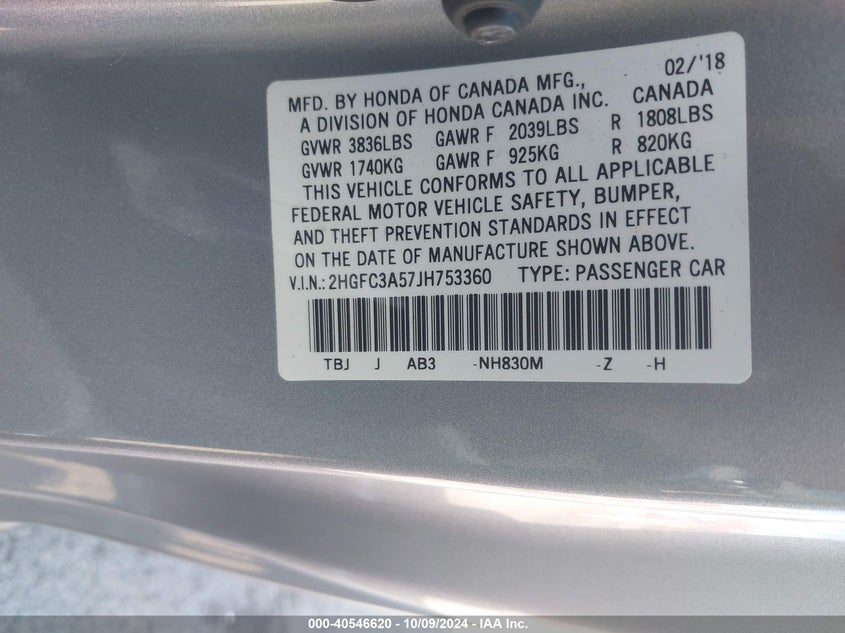 02/'18
MFD. BY HONDA OF CANADA MFG.,
A DIVISION OF HONDA CANADA INC. CANADA
GVWR 3836LBS GAWR F 2039LBS R 1808LBS
GVWR 1740KG GAWR F 925KG R 820KG
THIS VEHICLE CONFORMS TO ALL APPLICABLE
FEDERAL MOTOR VEHICLE SAFETY, BUMPER,
AND THEFT PREVENTION STANDARDS IN EFFECT
ON THE DATE OF MANUFACTURE SHOWN ABOVE.
V.I.N.: 2HGFC3A57JH753360 TYPE: PASSENGER CAR
TBJ J AB3 -NH830M -Z -H
000-40546620 - 10/09/2024 - IAA Inc.